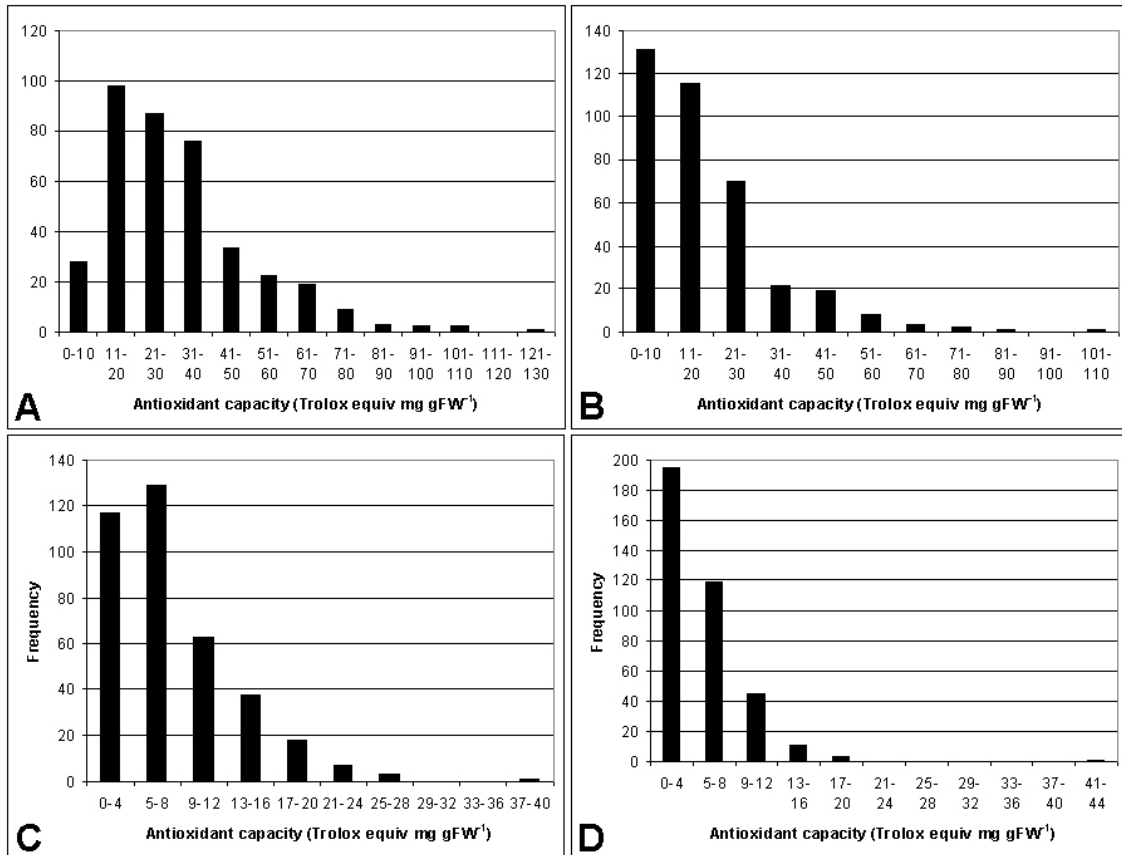 120
100
80
60
40
20
0
0-10 11-20 21-30 31-40 41-50 51-60 61-70 71-80 81-90 91-100 101-110 111-120 121-130
Antioxidant capacity (Trolox equiv mg gFW⁻¹)
A
140
120
100
80
60
40
20
0
0-10 11-20 21-30 31-40 41-50 51-60 61-70 71-80 81-90 91-100 101-110
Antioxidant capacity (Trolox equiv mg gFW⁻¹)
B
Frequency
140
120
100
80
60
40
20
0
0-4 5-8 9-12 13-16 17-20 21-24 25-28 29-32 33-36 37-40
Antioxidant capacity (Trolox equiv mg gFW⁻¹)
C
Frequency
200
180
160
140
120
100
80
60
40
20
0
0-4 5-8 9-12 13-16 17-20 21-24 25-28 29-32 33-36 37-40 41-44
Antioxidant capacity (Trolox equiv mg gFW⁻¹)
D